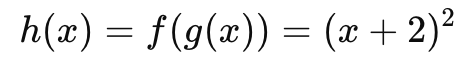 h(x) = f(g(x)) = (x + 2)²